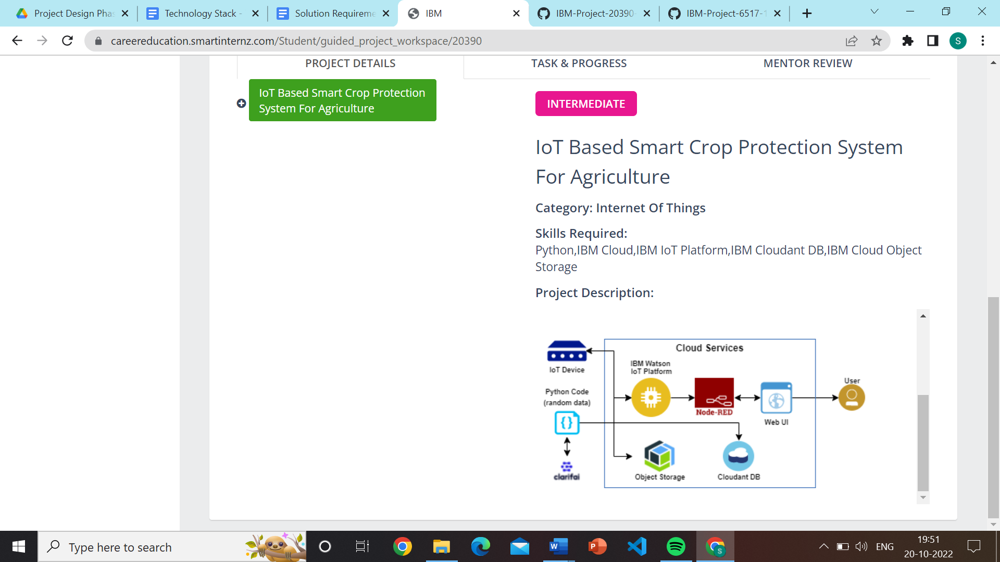 Project Design Phas
Technology Stack -
Solution Requireme
IBM
IBM-Project-20390-
IBM-Project-6517-1
careereducation.smartinternz.com/Student/guided_project_workspace/20390
S
PROJECT DETAILS
TASK & PROGRESS
MENTOR REVIEW
IoT Based Smart Crop Protection
System For Agriculture
INTERMEDIATE
IoT Based Smart Crop Protection System
For Agriculture
Category: Internet Of Things
Skills Required:
Python,IBM Cloud,IBM IoT Platform,IBM Cloudant DB,IBM Cloud Object
Storage
Project Description:
Cloud Services
IoT Device
IBM Watson
IoT Platform
Python Code
(random data)
{}
Node-RED
Web UI
User
clarifai
Object Storage
Cloudant DB
Type here to search
W
P
S
ENG
19:51
20-10-2022